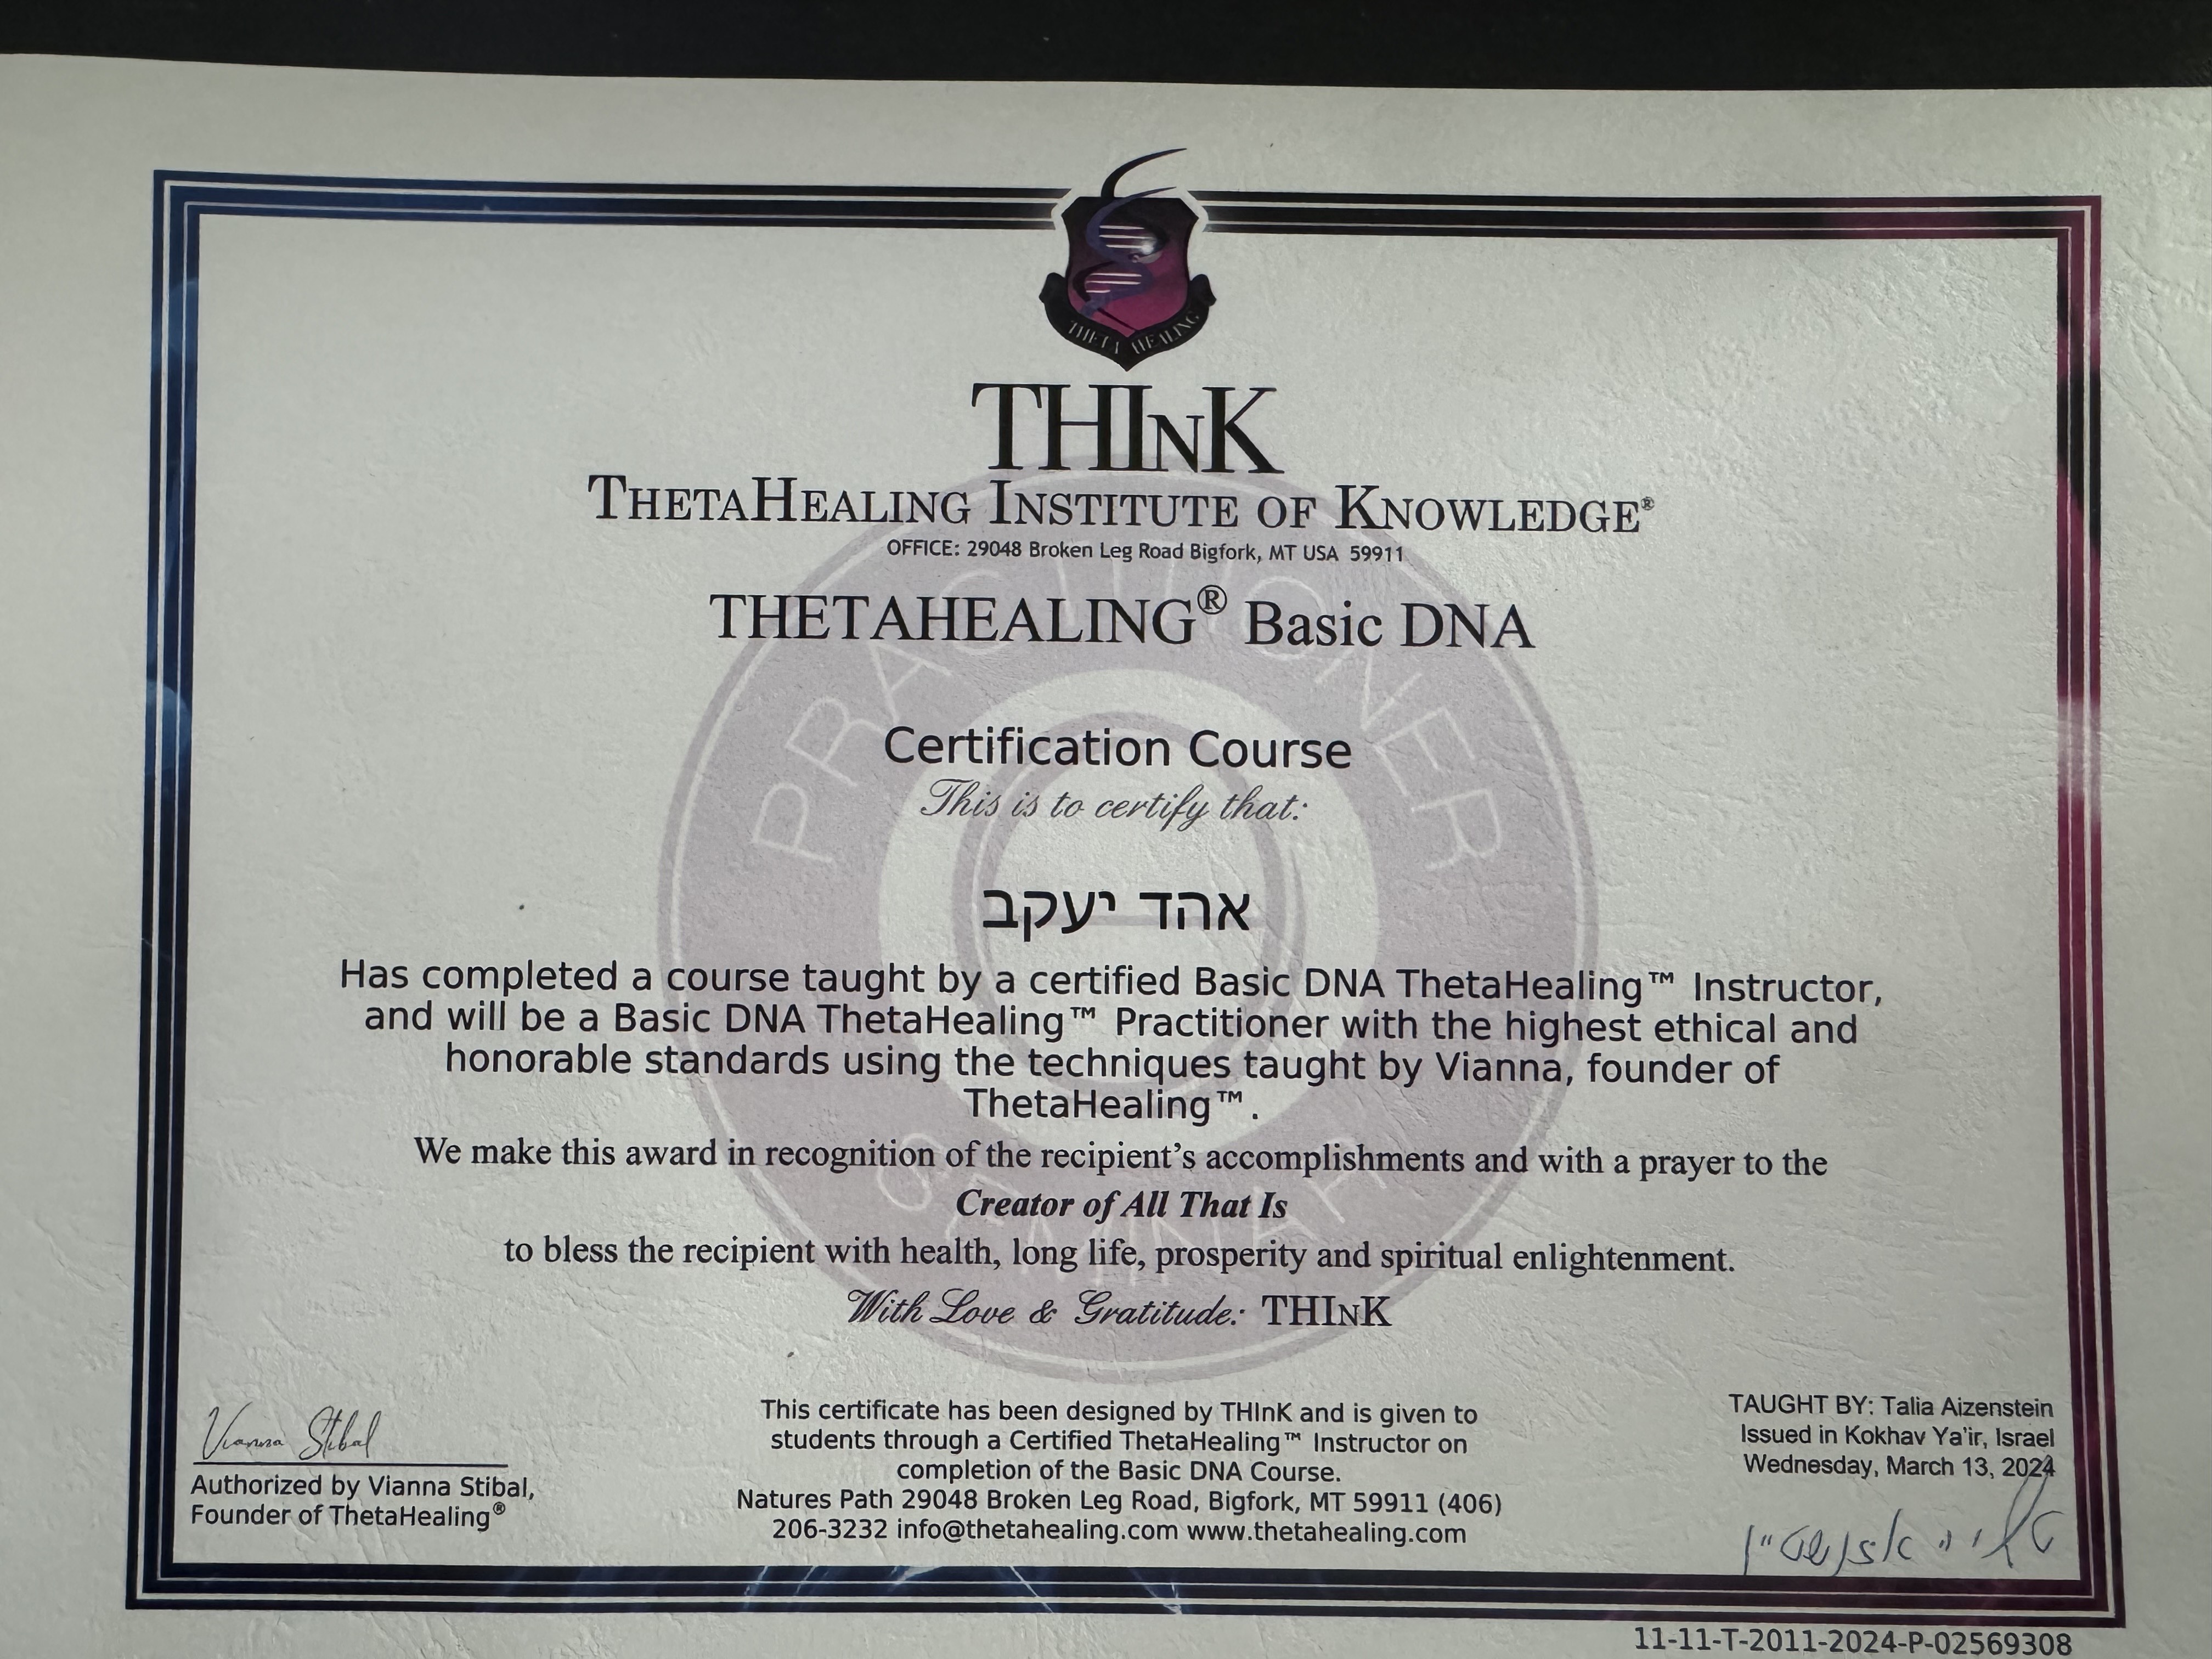 THETA HEALING
THInK
THETAHEALING INSTITUTE OF KNOWLEDGE®
OFFICE: 29048 Broken Leg Road Bigfork, MT USA 59911
THETAHEALING® Basic DNA
PRACTITIONER
Certification Course
This is to certify that:
אהד יעקב
Has completed a course taught by a certified Basic DNA ThetaHealing™ Instructor,
and will be a Basic DNA ThetaHealing™ Practitioner with the highest ethical and
honorable standards using the techniques taught by Vianna, founder of
ThetaHealing™.
We make this award in recognition of the recipient's accomplishments and with a prayer to the
Creator of All That Is
to bless the recipient with health, long life, prosperity and spiritual enlightenment.
With Love & Gratitude: THINK
Vianna Stibal
Authorized by Vianna Stibal,
Founder of ThetaHealing®
This certificate has been designed by THInK and is given to
students through a Certified ThetaHealing™ Instructor on
completion of the Basic DNA Course.
Natures Path 29048 Broken Leg Road, Bigfork, MT 59911 (406)
206-3232 info@thetahealing.com www.thetahealing.com
TAUGHT BY: Talia Aizenstein
Issued in Kokhav Ya'ir, Israel
Wednesday, March 13, 2024
טליה איזנשטיין
11-11-T-2011-2024-P-02569308